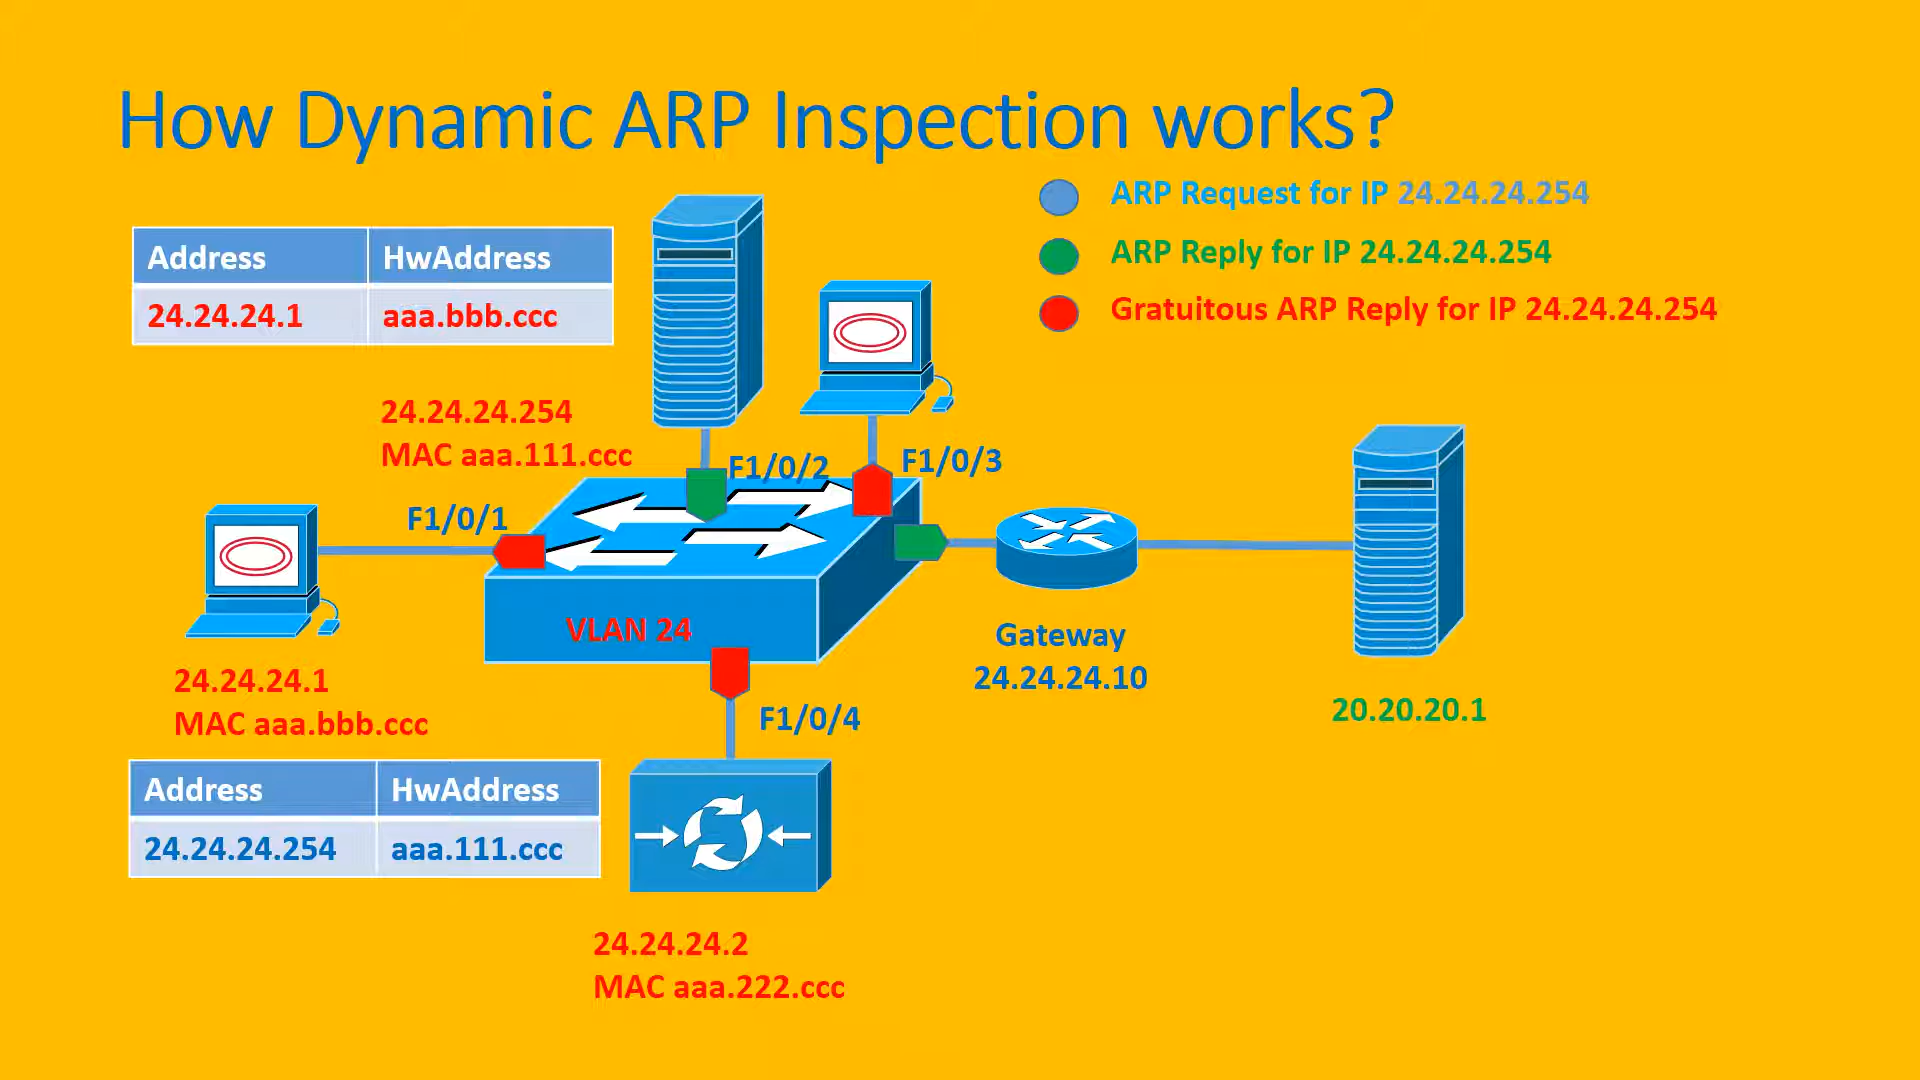 How Dynamic ARP Inspection works?
ARP Request for IP 24.24.24.254
ARP Reply for IP 24.24.24.254
Gratuitous ARP Reply for IP 24.24.24.254
Address HwAddress
24.24.24.1 aaa.bbb.ccc
24.24.24.254
MAC aaa.111.ccc
F1/0/2
F1/0/3
F1/0/1
VLAN 24
Gateway
24.24.24.10
24.24.24.1
MAC aaa.bbb.ccc
20.20.20.1
F1/0/4
Address HwAddress
24.24.24.254 aaa.111.ccc
24.24.24.2
MAC aaa.222.ccc